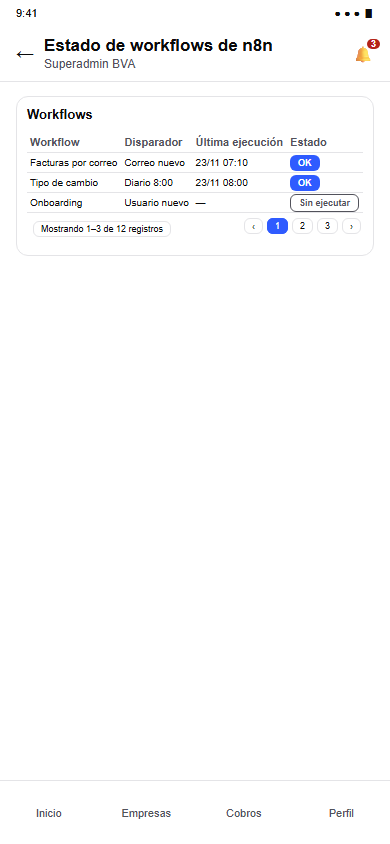 9:41
← Estado de workflows de n8n
Superadmin BVA
3
Workflows
Workflow Disparador Última ejecución Estado
Facturas por correo Correo nuevo 23/11 07:10 OK
Tipo de cambio Diario 8:00 23/11 08:00 OK
Onboarding Usuario nuevo — Sin ejecutar
Mostrando 1–3 de 12 registros ‹ 1 2 3 ›
Inicio Empresas Cobros Perfil